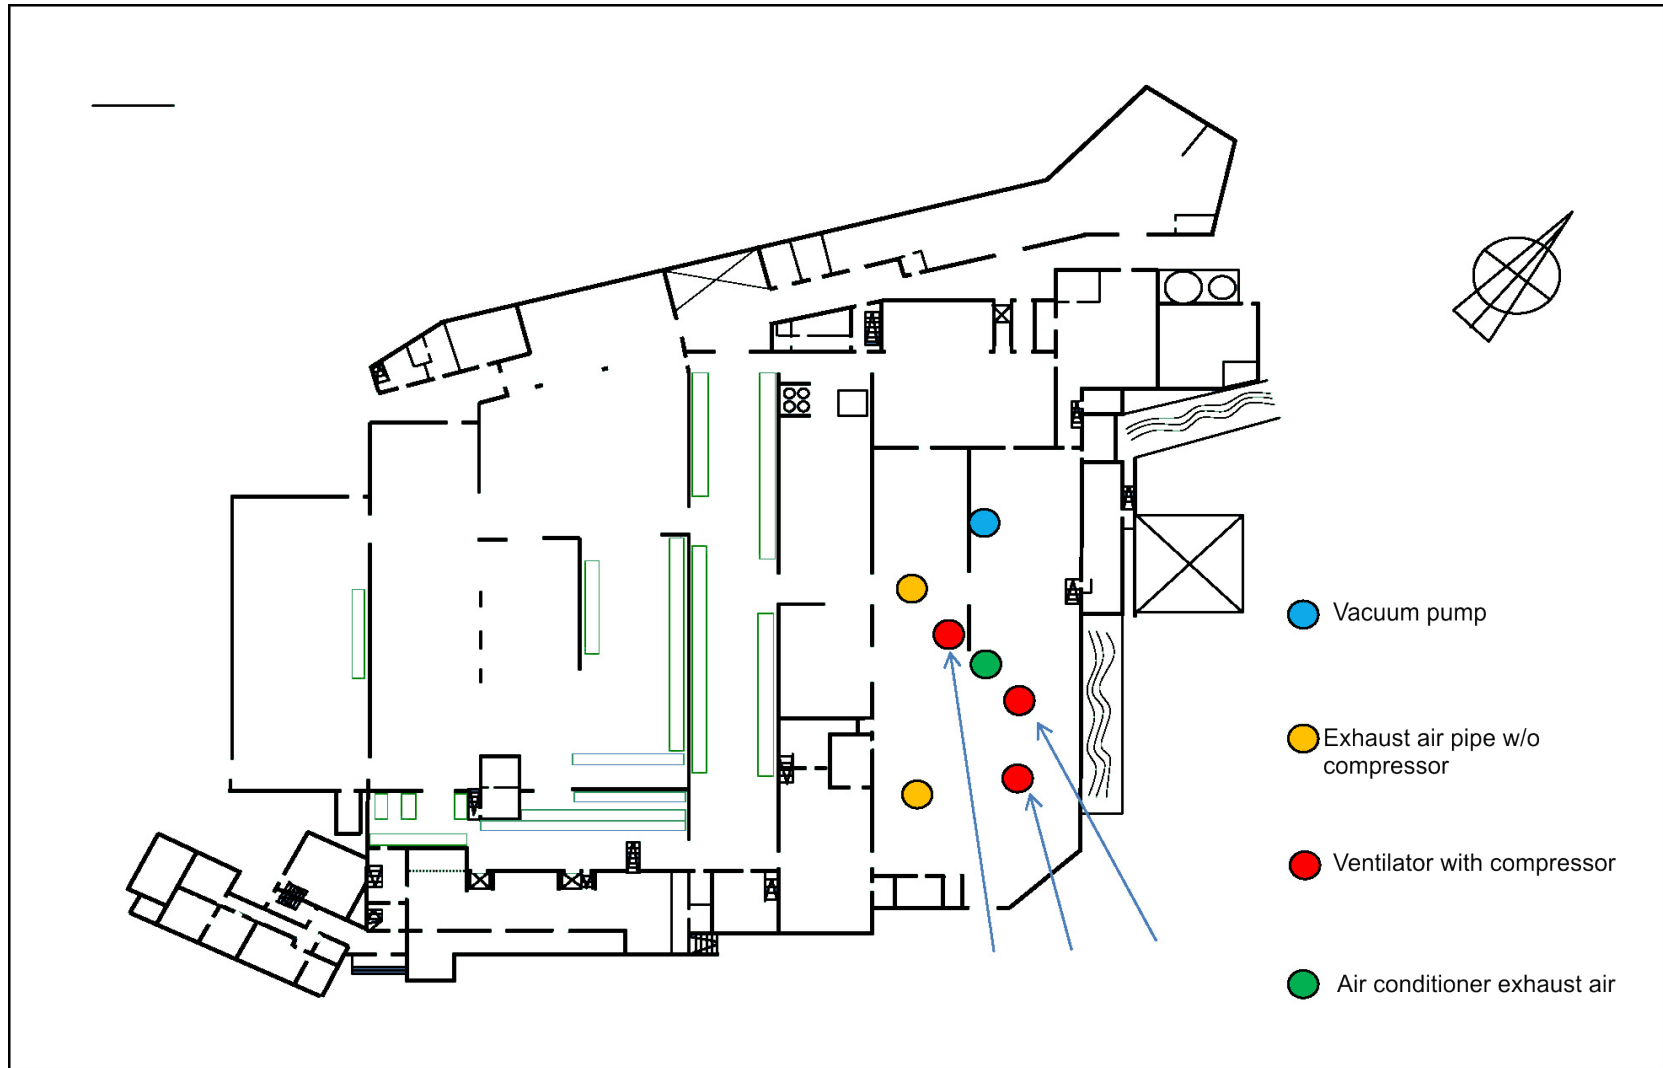 Vacuum pump
Exhaust air pipe w/o
compressor
Ventilator with compressor
Air conditioner exhaust air